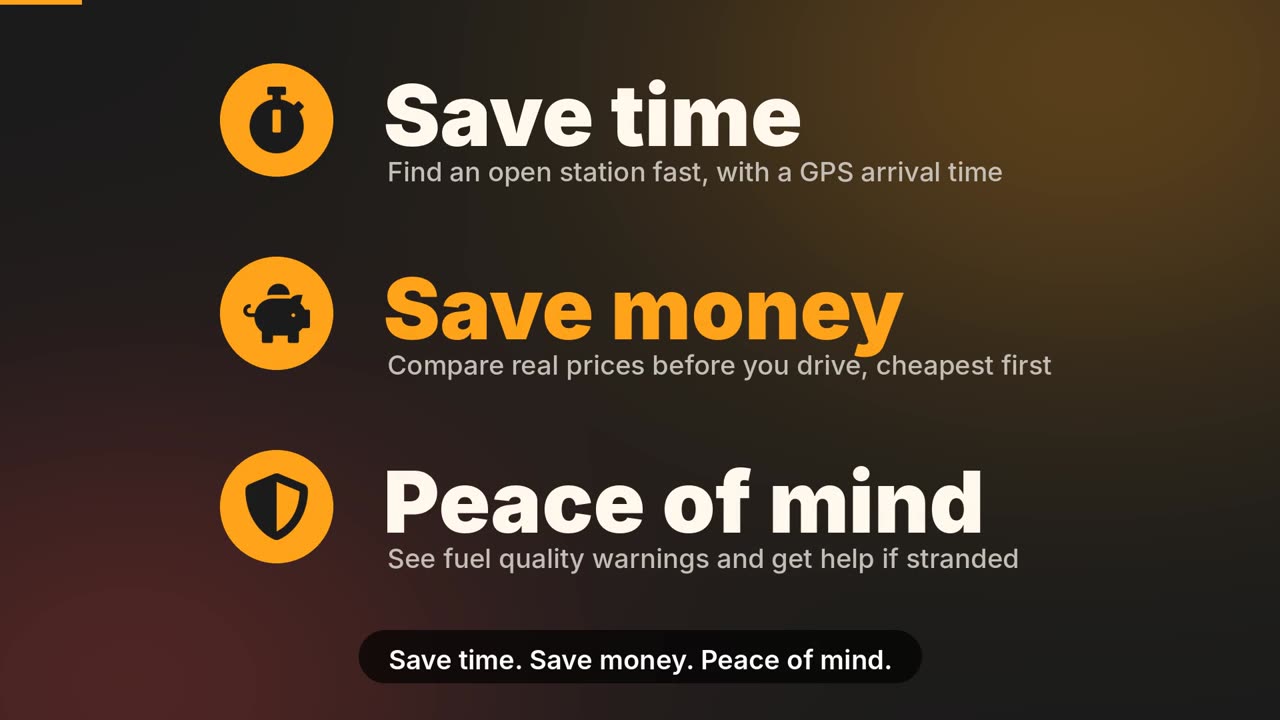 Save time
Find an open station fast, with a GPS arrival time
Save money
Compare real prices before you drive, cheapest first
Peace of mind
See fuel quality warnings and get help if stranded
Save time. Save money. Peace of mind.